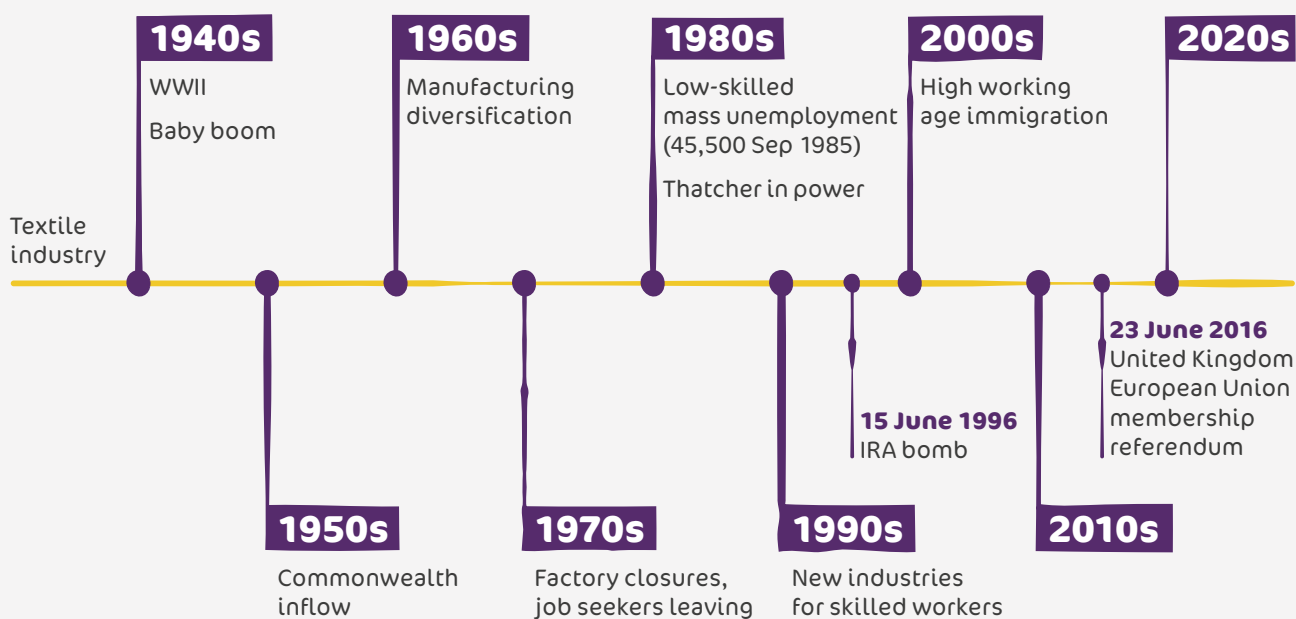 Textile
industry
1940s
WWII
Baby boom
1950s
Commonwealth
inflow
1960s
Manufacturing
diversification
1970s
Factory closures,
job seekers leaving
1980s
Low-skilled
mass unemployment
(45,500 Sep 1985)
Thatcher in power
1990s
New industries
for skilled workers
15 June 1996
IRA bomb
2000s
High working
age immigration
2010s
23 June 2016
United Kingdom
European Union
membership
referendum
2020s